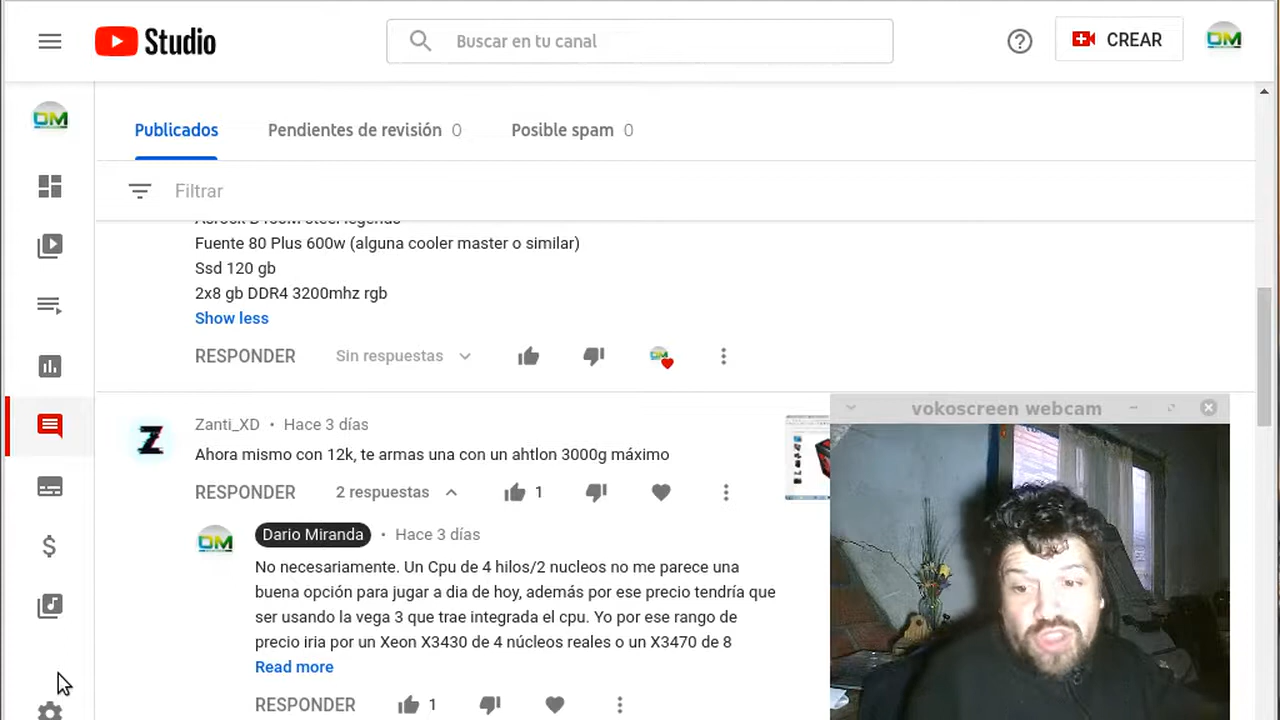 Studio
Buscar en tu canal
CREAR
DM
DM
Publicados
Pendientes de revisión 0
Posible spam 0
Filtrar
Fuente 80 Plus 600w (alguna cooler master o similar)
Ssd 120 gb
2x8 gb DDR4 3200mhz rgb
Show less
RESPONDER
Sin respuestas
Zanti_XD • Hace 3 días
Ahora mismo con 12k, te armas una con un ahtlon 3000g máximo
RESPONDER
2 respuestas
1
DM
Dario Miranda • Hace 3 días
No necesariamente. Un Cpu de 4 hilos/2 nucleos no me parece una
buena opción para jugar a dia de hoy, además por ese precio tendría que
ser usando la vega 3 que trae integrada el cpu. Yo por ese rango de
precio iria por un Xeon X3430 de 4 núcleos reales o un X3470 de 8
Read more
RESPONDER
1
vokoscreen webcam